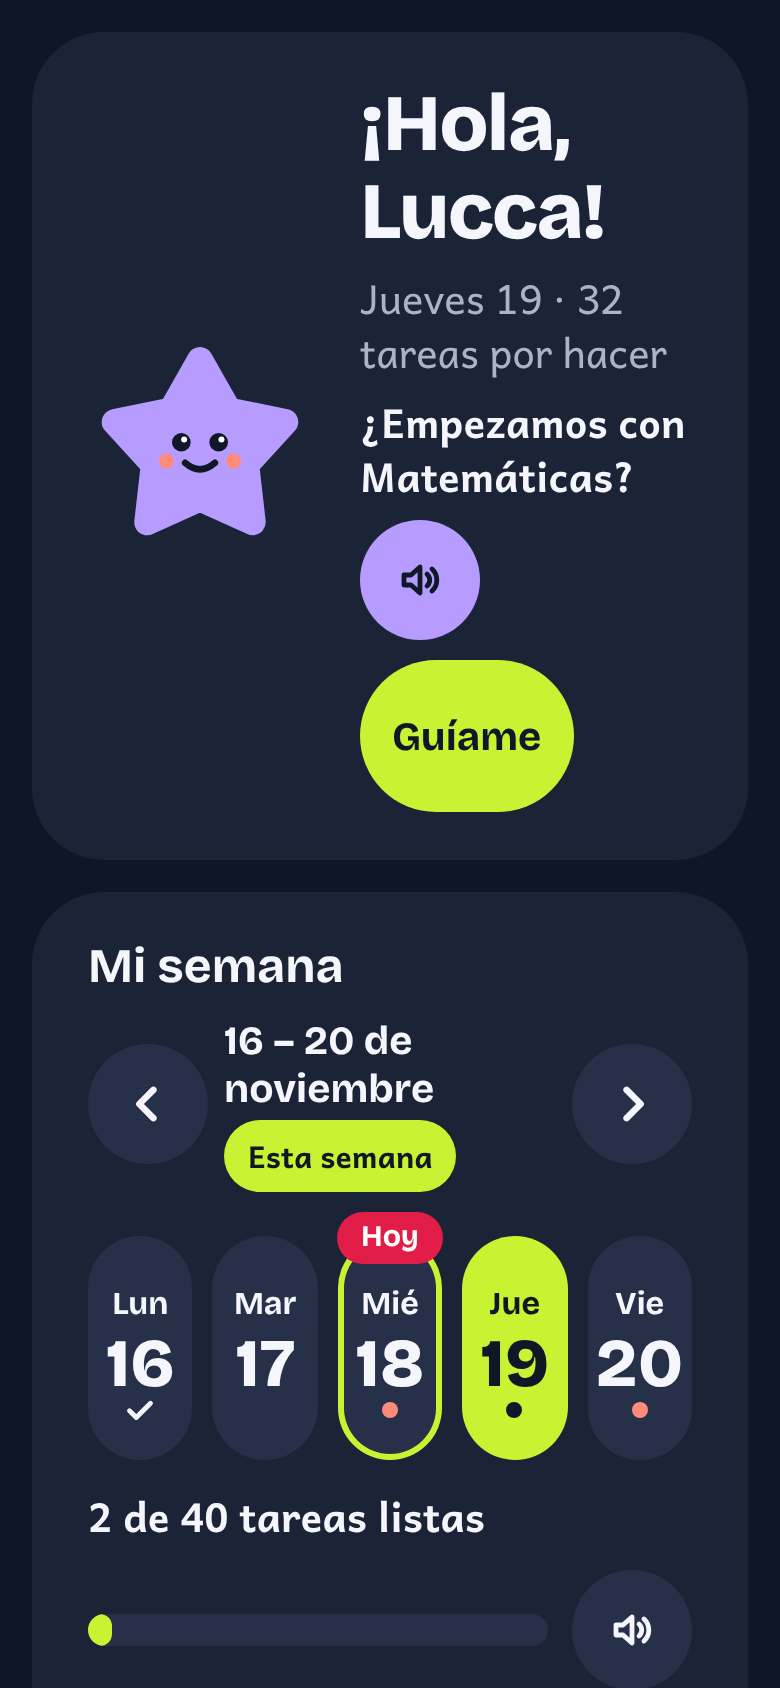 ¡Hola,
Lucca!
Jueves 19 · 32
tareas por hacer
¿Empezamos con
Matemáticas?
Guíame
Mi semana
16 – 20 de
noviembre
Esta semana
Hoy
Lun Mar Mié Jue Vie
16 17 18 19 20
2 de 40 tareas listas